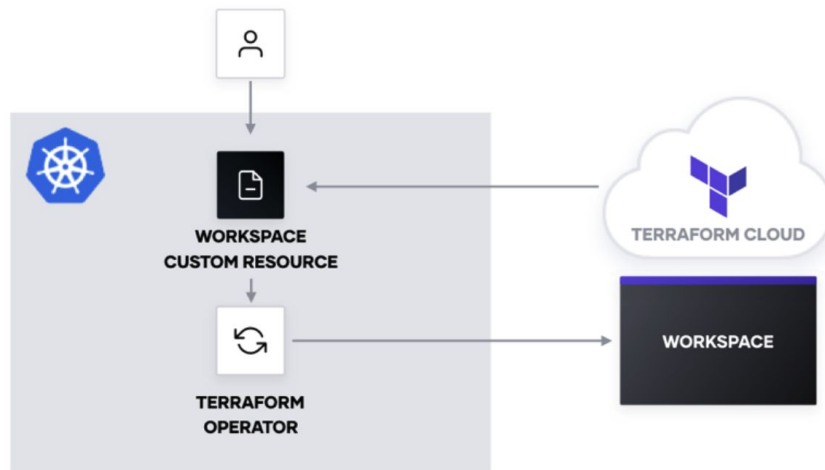 WORKSPACE
CUSTOM RESOURCE
TERRAFORM CLOUD
TERRAFORM
OPERATOR
WORKSPACE